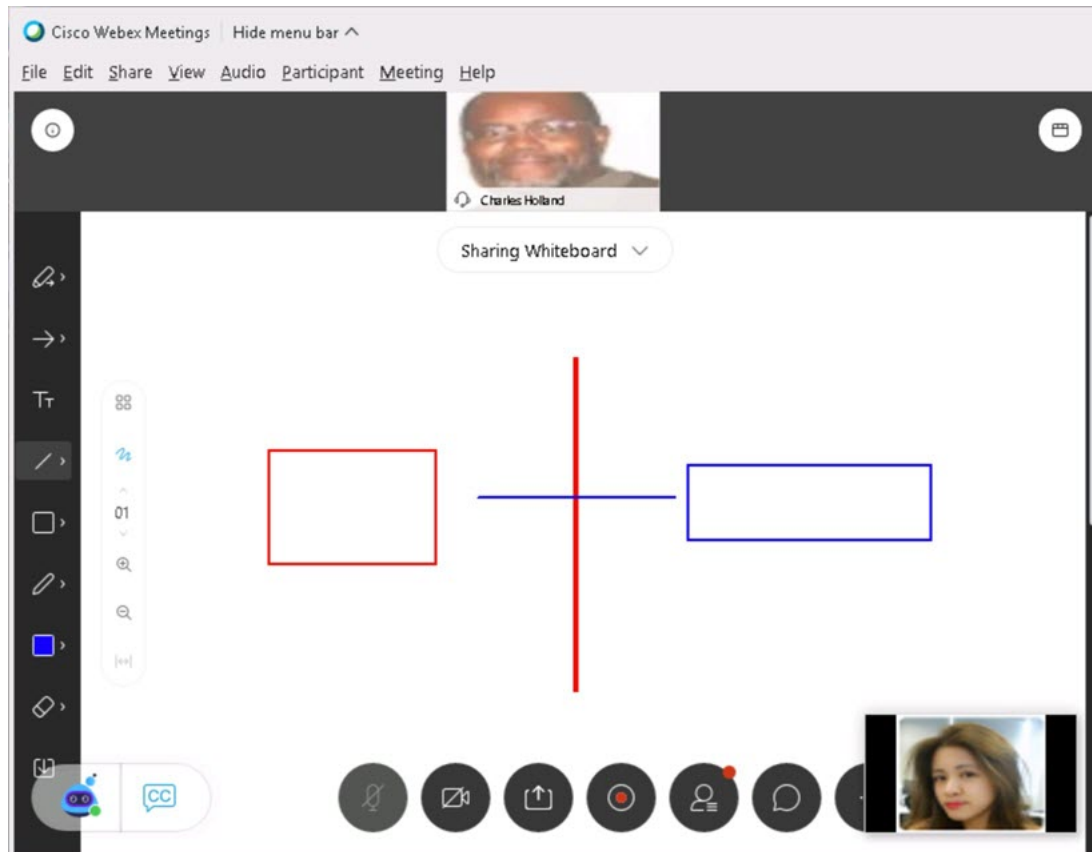 Cisco Webex Meetings Hide menu bar
File Edit Share View Audio Participant Meeting Help
Charles Holland
Sharing Whiteboard
TT
01
CC